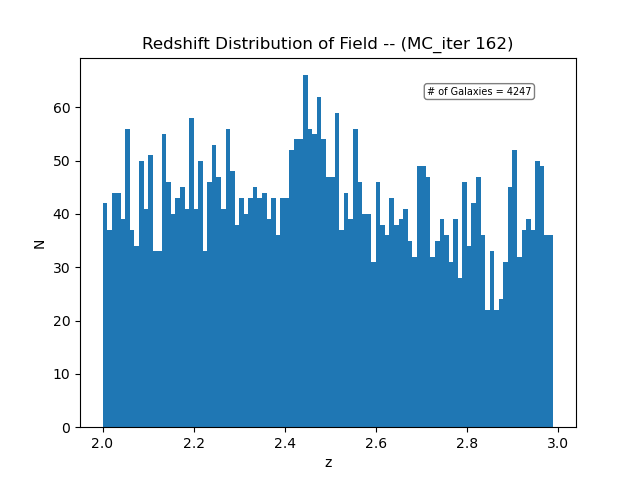 Redshift Distribution of Field -- (MC_iter 162)
# of Galaxies = 4247
60
50
40
30
20
10
0
N
2.0 2.2 2.4 2.6 2.8 3.0
z